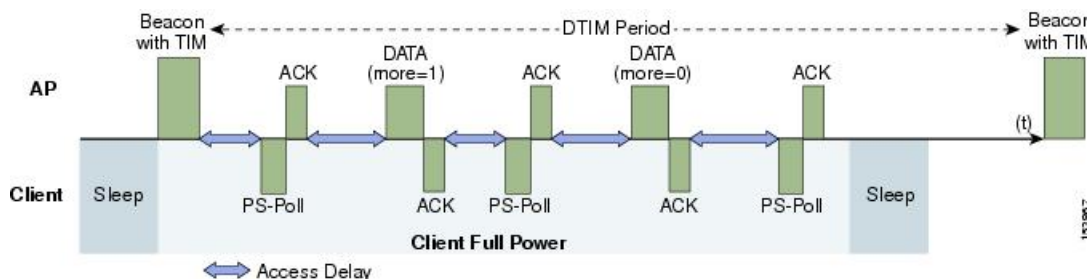 Beacon
with TIM
DTIM Period
Beacon
with TIM
AP
ACK
DATA
(more=1)
ACK
DATA
(more=0)
ACK
(t)
Client
Sleep
PS-Poll
ACK
PS-Poll
ACK
PS-Poll
Sleep
Client Full Power
Access Delay